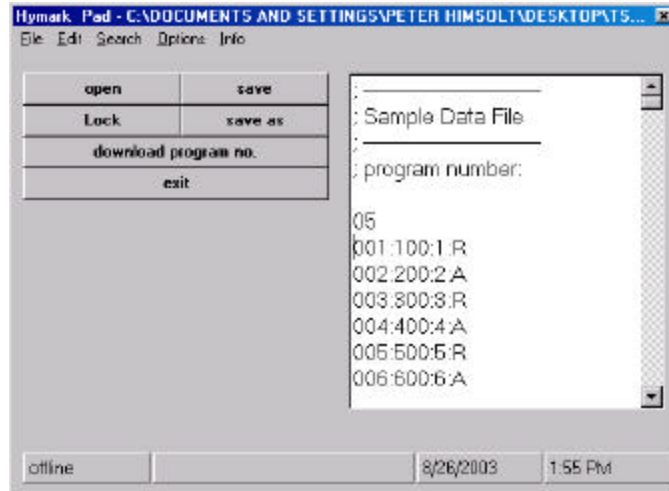 Hymark Pad - C:\DOCUMENTS AND SETTINGS\PETER HIMSOLT\DESKTOP\TS...
File Edit Search Options Info
open save
Lock save as
download program no.
exit
; ─────────────
; Sample Data File
; ─────────────
; program number:
05
001:100:1:R
002:200:2:A
003:300:3:R
004:400:4:A
005:500:5:R
006:600:6:A
offline 8/26/2003 1:55 PM